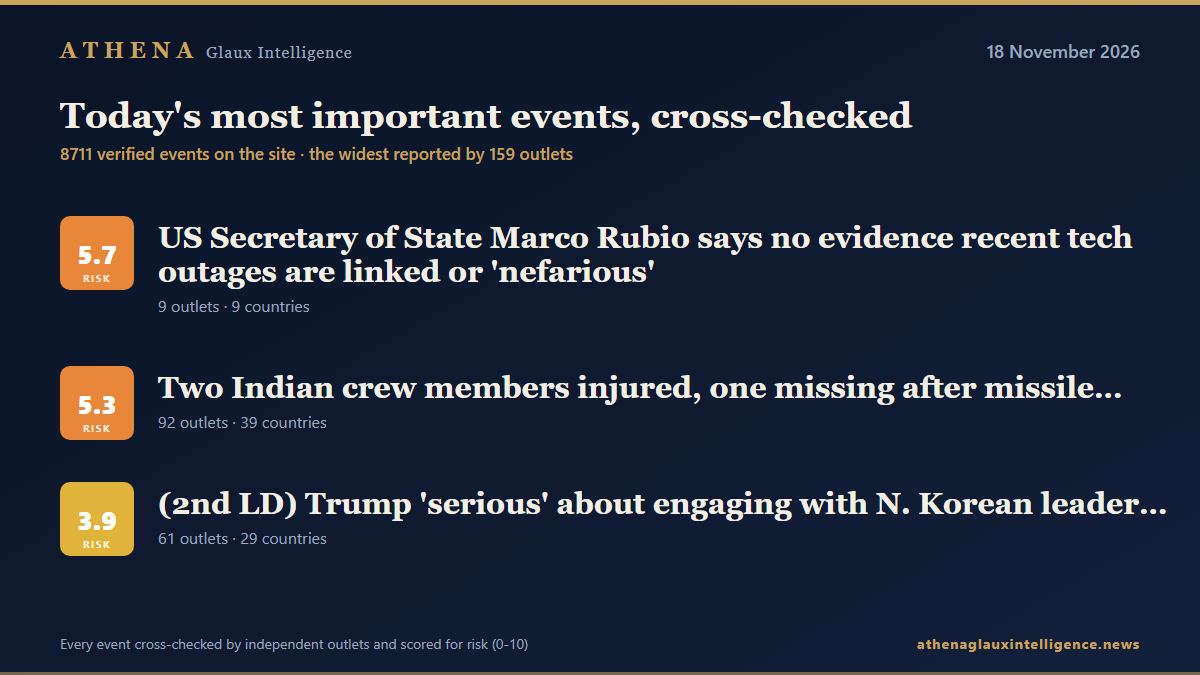 ATHENA Glaux Intelligence
18 November 2026
Today's most important events, cross-checked
8711 verified events on the site · the widest reported by 159 outlets
5.7
RISK
US Secretary of State Marco Rubio says no evidence recent tech
outages are linked or 'nefarious'
9 outlets · 9 countries
5.3
RISK
Two Indian crew members injured, one missing after missile...
92 outlets · 39 countries
3.9
RISK
(2nd LD) Trump 'serious' about engaging with N. Korean leader...
61 outlets · 29 countries
Every event cross-checked by independent outlets and scored for risk (0-10)
athenaglauxintelligence.news